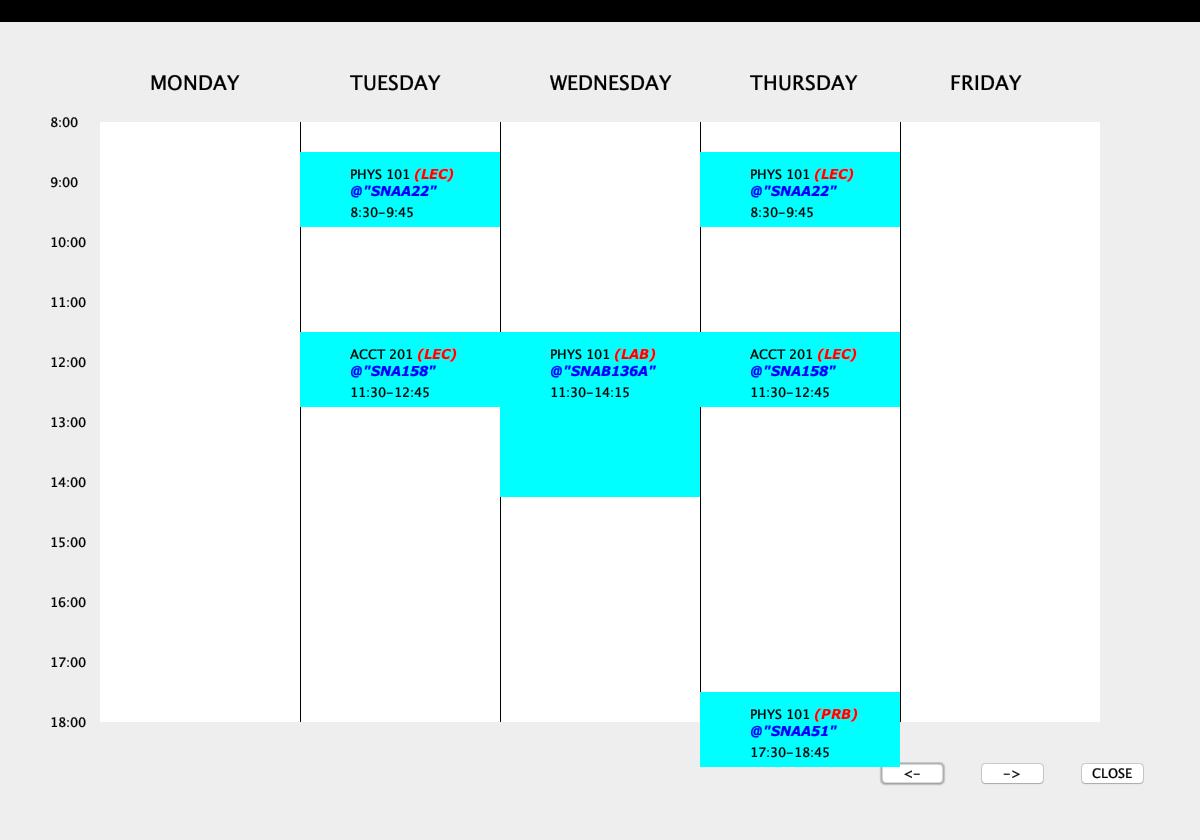 MONDAY TUESDAY WEDNESDAY THURSDAY FRIDAY
8:00
PHYS 101 (LEC) PHYS 101 (LEC)
9:00
@"SNAA22" @"SNAA22"
8:30-9:45 8:30-9:45
10:00
11:00
ACCT 201 (LEC) PHYS 101 (LAB) ACCT 201 (LEC)
12:00
@"SNA158" @"SNAB136A" @"SNA158"
11:30-12:45 11:30-14:15 11:30-12:45
13:00
14:00
15:00
16:00
17:00
PHYS 101 (PRB)
18:00
@"SNAA51"
17:30-18:45
<- -> CLOSE